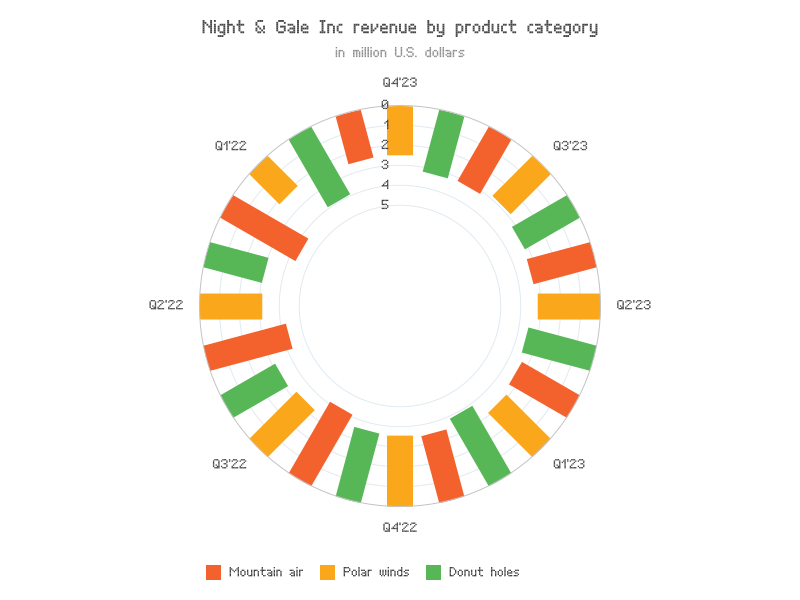 Night & Gale Inc revenue by product category
in million U.S. dollars
Q4'23
0
1
2
3
4
5
Q1'22
Q3'23
Q2'22
Q2'23
Q3'22
Q1'23
Q4'22
Mountain air
Polar winds
Donut holes